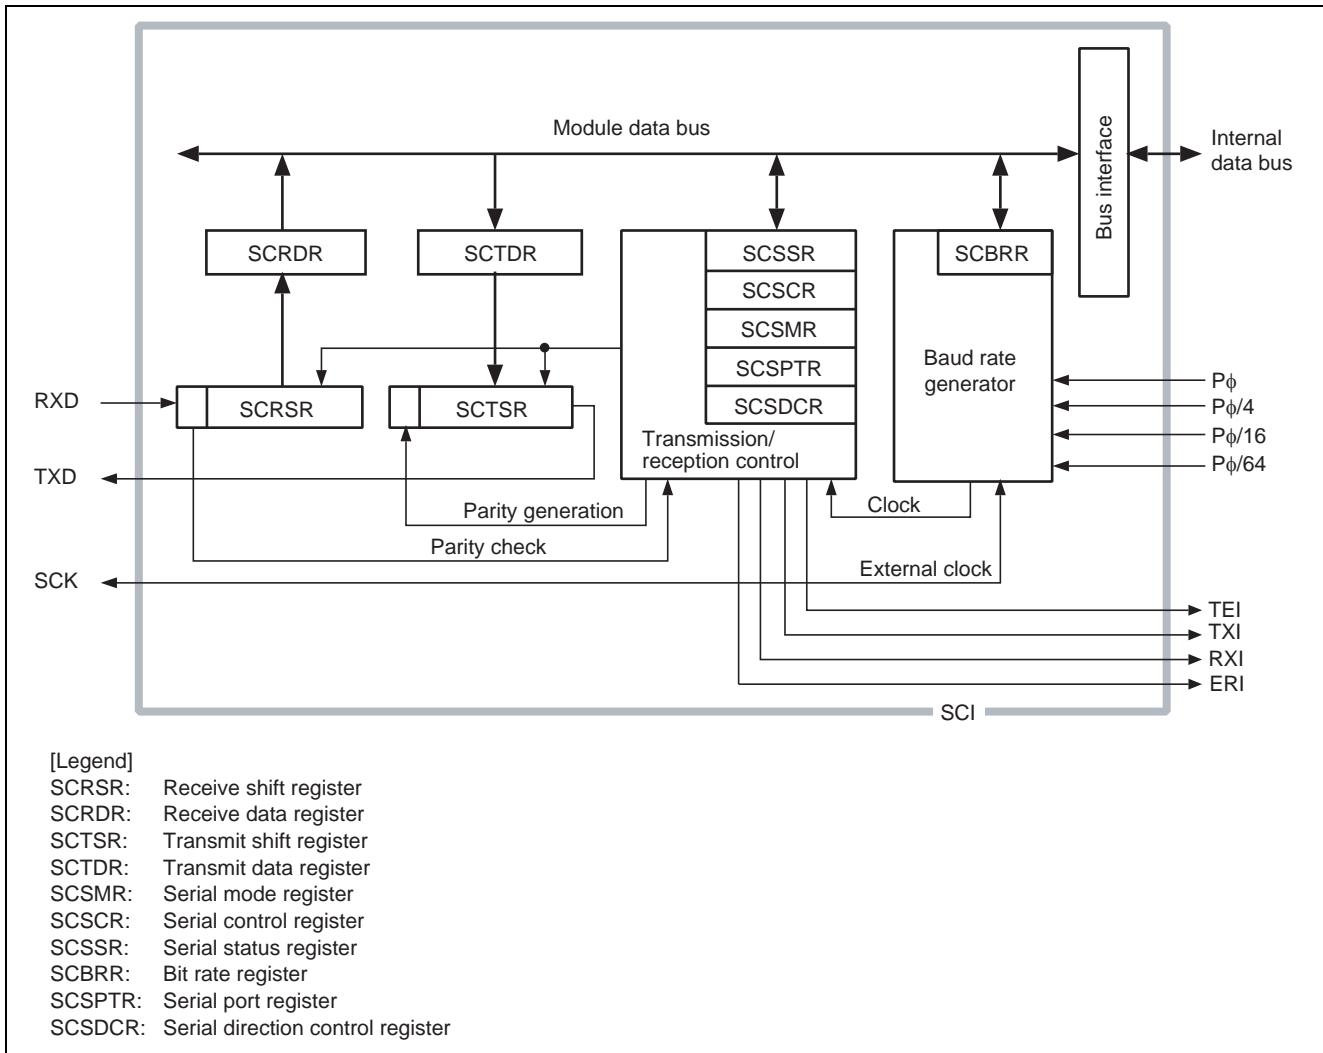 Module data bus
Bus interface
Internal
data bus
SCRDR
SCTDR
SCSSR
SCBRR
SCSCR
SCSMR
SCSPTR
SCSDCR
Baud rate
generator
Pϕ
Pϕ/4
Pϕ/16
Pϕ/64
RXD
SCRSR
SCTSR
Transmission/
reception control
TXD
Parity generation
Clock
Parity check
SCK
External clock
TEI
TXI
RXI
ERI
SCI
[Legend]
SCRSR: Receive shift register
SCRDR: Receive data register
SCTSR: Transmit shift register
SCTDR: Transmit data register
SCSMR: Serial mode register
SCSCR: Serial control register
SCSSR: Serial status register
SCBRR: Bit rate register
SCSPTR: Serial port register
SCSDCR: Serial direction control register